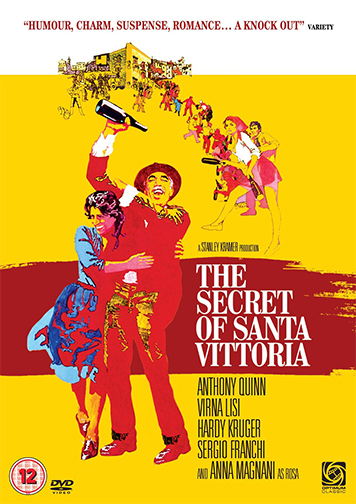 “HUMOUR, CHARM, SUSPENSE, ROMANCE... A KNOCK OUT” VARIETY
A STANLEY KRAMER PRODUCTION
THE
SECRET
OF SANTA
VITTORIA
ANTHONY QUINN
VIRNA LISI
HARDY KRUGER
SERGIO FRANCHI
AND ANNA MAGNANI AS ROSA
12
DVD
VIDEO
OPTIMUM
CLASSIC